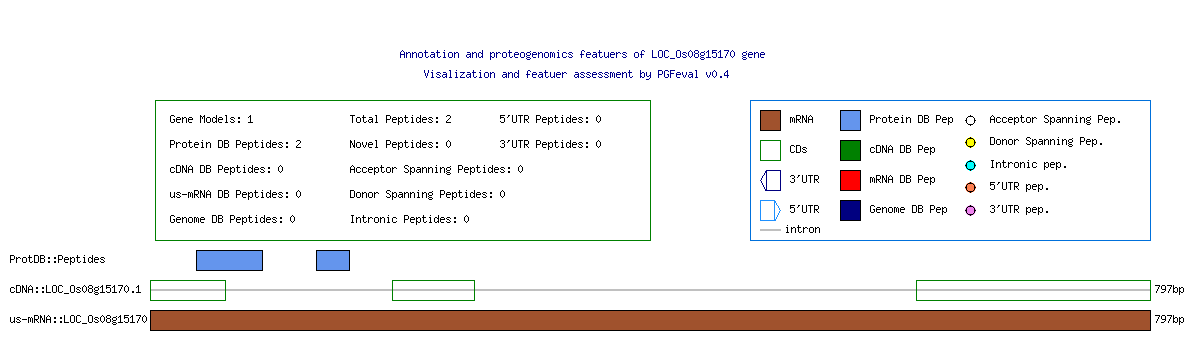 Annotation and proteogenomics featuers of LOC_Os08g15170 gene
Visalization and featuer assessment by PGFeval v0.4
Gene Models: 1 Total Peptides: 2 5'UTR Peptides: 0
Protein DB Peptides: 2 Novel Peptides: 0 3'UTR Peptides: 0
cDNA DB Peptides: 0 Acceptor Spanning Peptides: 0
us-mRNA DB Peptides: 0 Donor Spanning Peptides: 0
Genome DB Peptides: 0 Intronic Peptides: 0
mRNA Protein DB Pep Acceptor Spanning Pep.
CDs cDNA DB Pep Donor Spanning Pep.
3'UTR mRNA DB Pep Intronic pep.
5'UTR Genome DB Pep 5'UTR pep.
intron 3'UTR pep.
ProtDB::Peptides
cDNA::LOC_Os08g15170.1 797bp
us-mRNA::LOC_Os08g15170 797bp